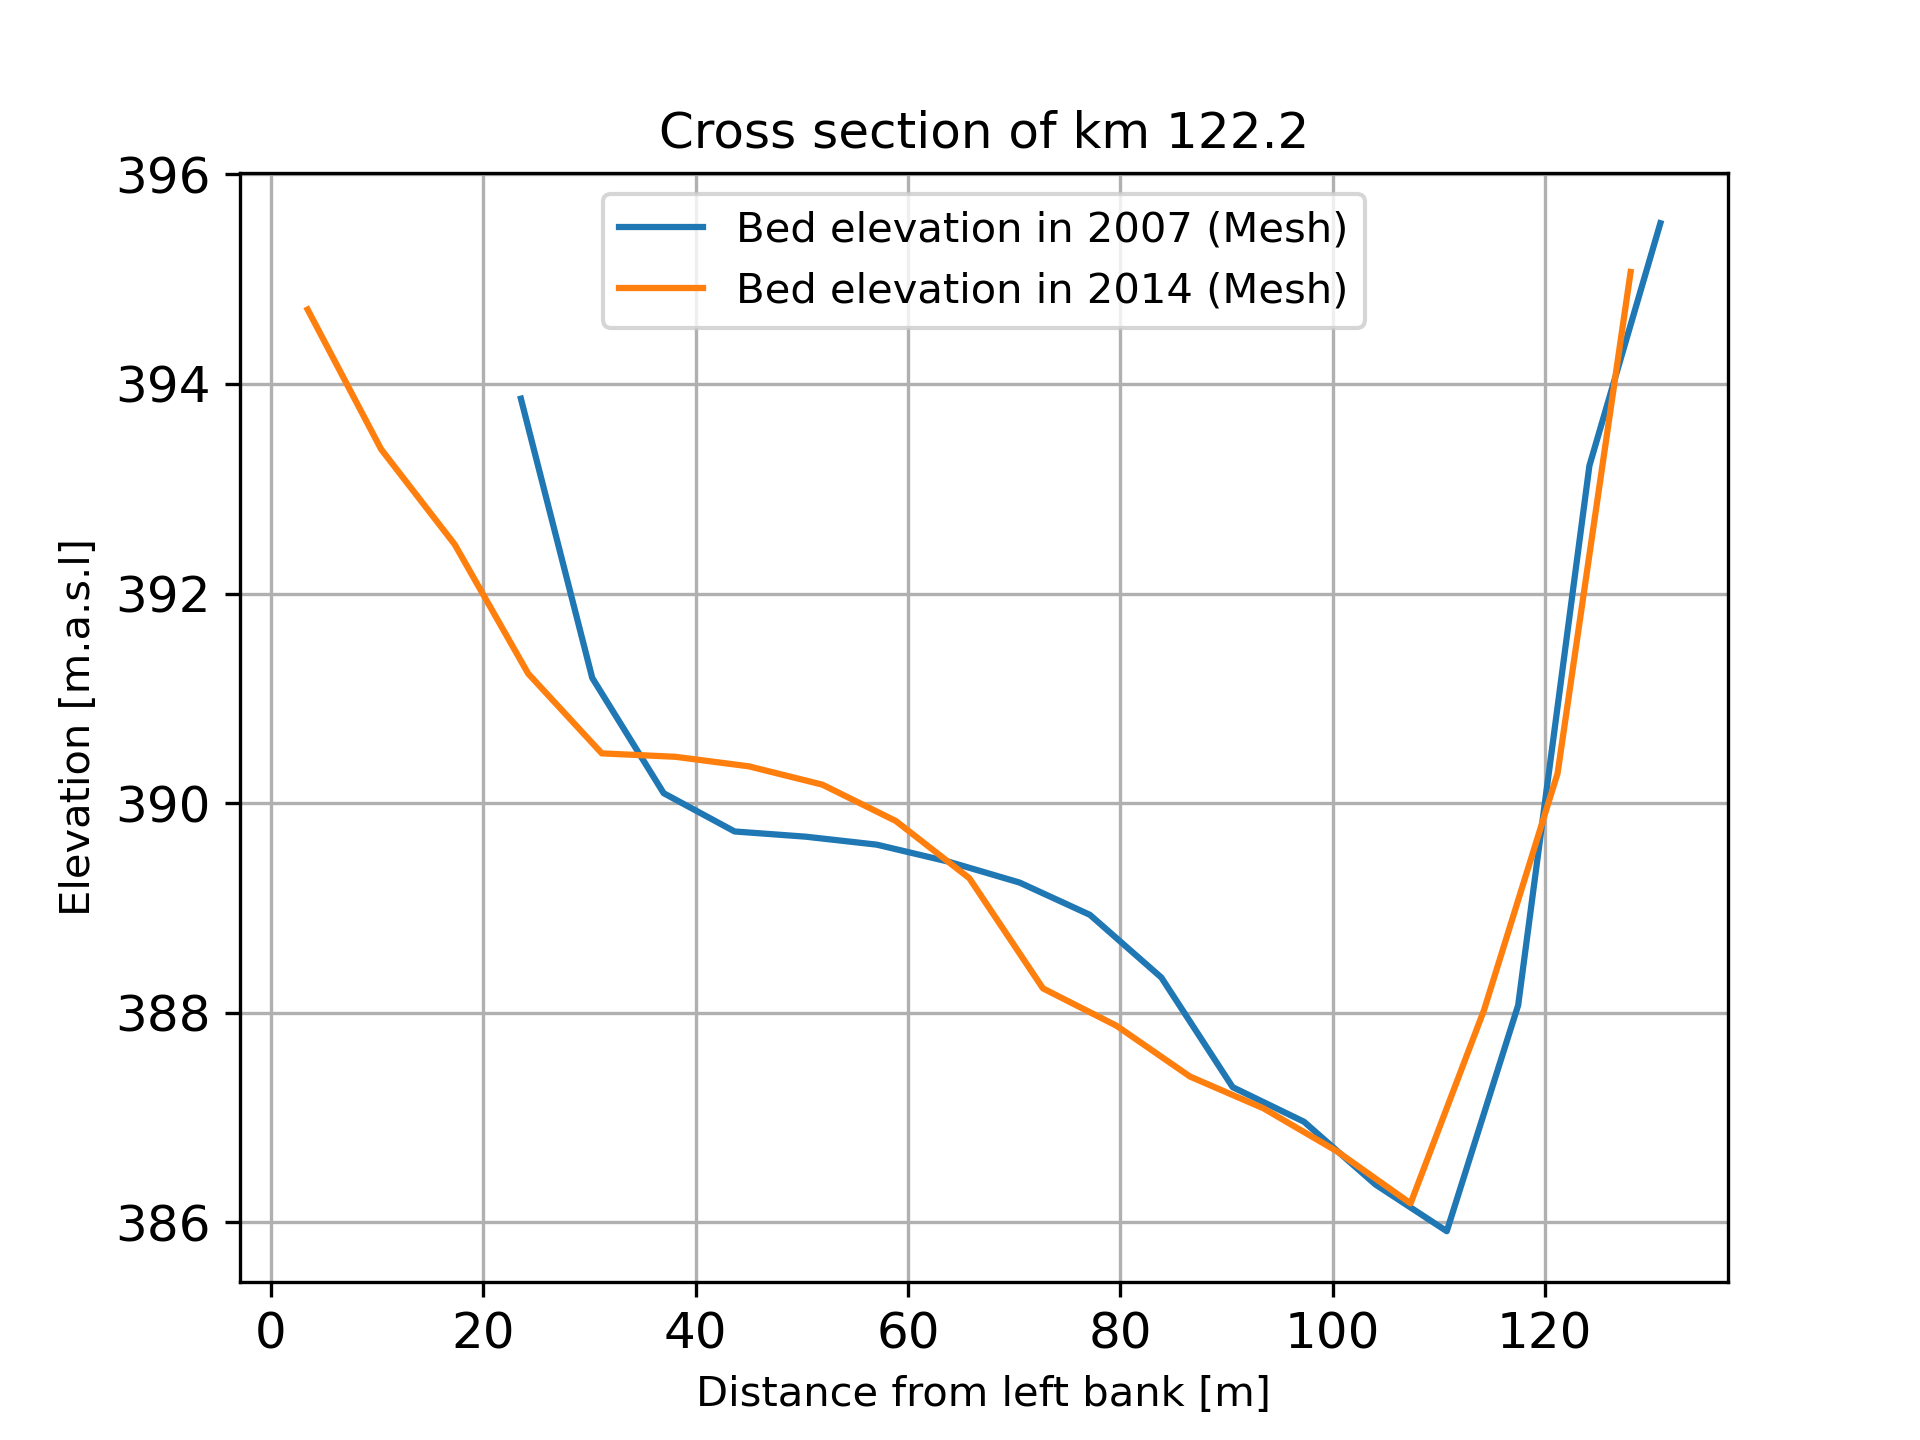 Cross section of km 122.2
Bed elevation in 2007 (Mesh)
Bed elevation in 2014 (Mesh)
396
394
392
390
388
386
Elevation [m.a.s.l]
0 20 40 60 80 100 120
Distance from left bank [m]